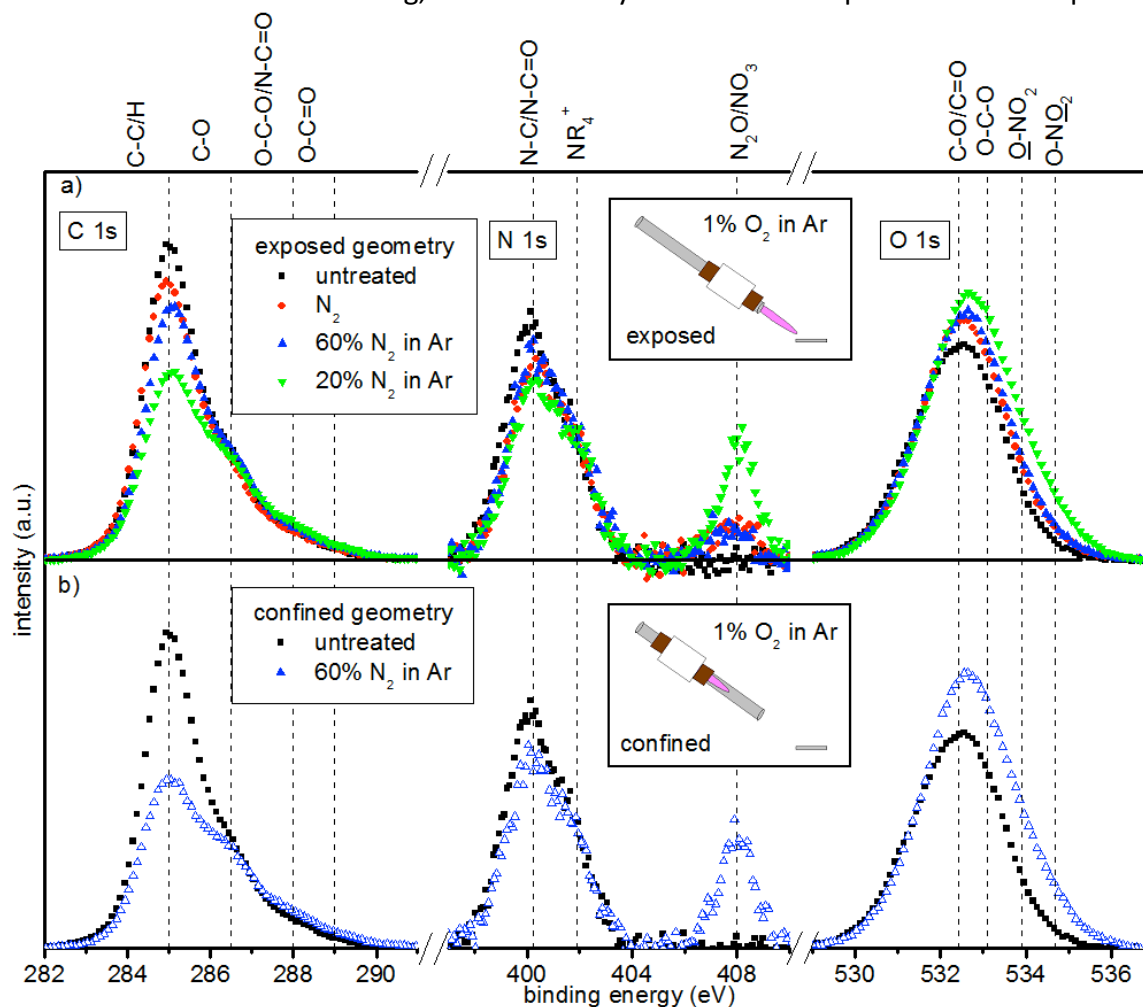 C-C/H
C-O
O-C-O/N-C=O
O-C=O
N-C/N-C=O
NR₄⁺
N₂O/NO₃
C-O/C=O
O-C-O
O-NO₂
O-NO₂
a)
C 1s
N 1s
O 1s
exposed geometry
untreated
N₂
60% N₂ in Ar
20% N₂ in Ar
1% O₂ in Ar
exposed
intensity (a.u.)
b)
confined geometry
untreated
60% N₂ in Ar
1% O₂ in Ar
confined
282 284 286 288 290 400 404 408 530 532 534 536
binding energy (eV)